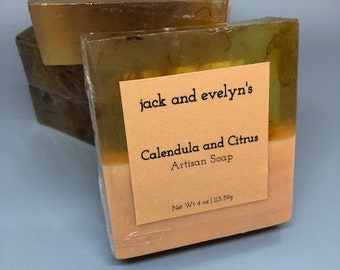 jack and evelyn's
Calendula and Citrus
Artisan Soap
Net Wt 4 oz | 113.39g